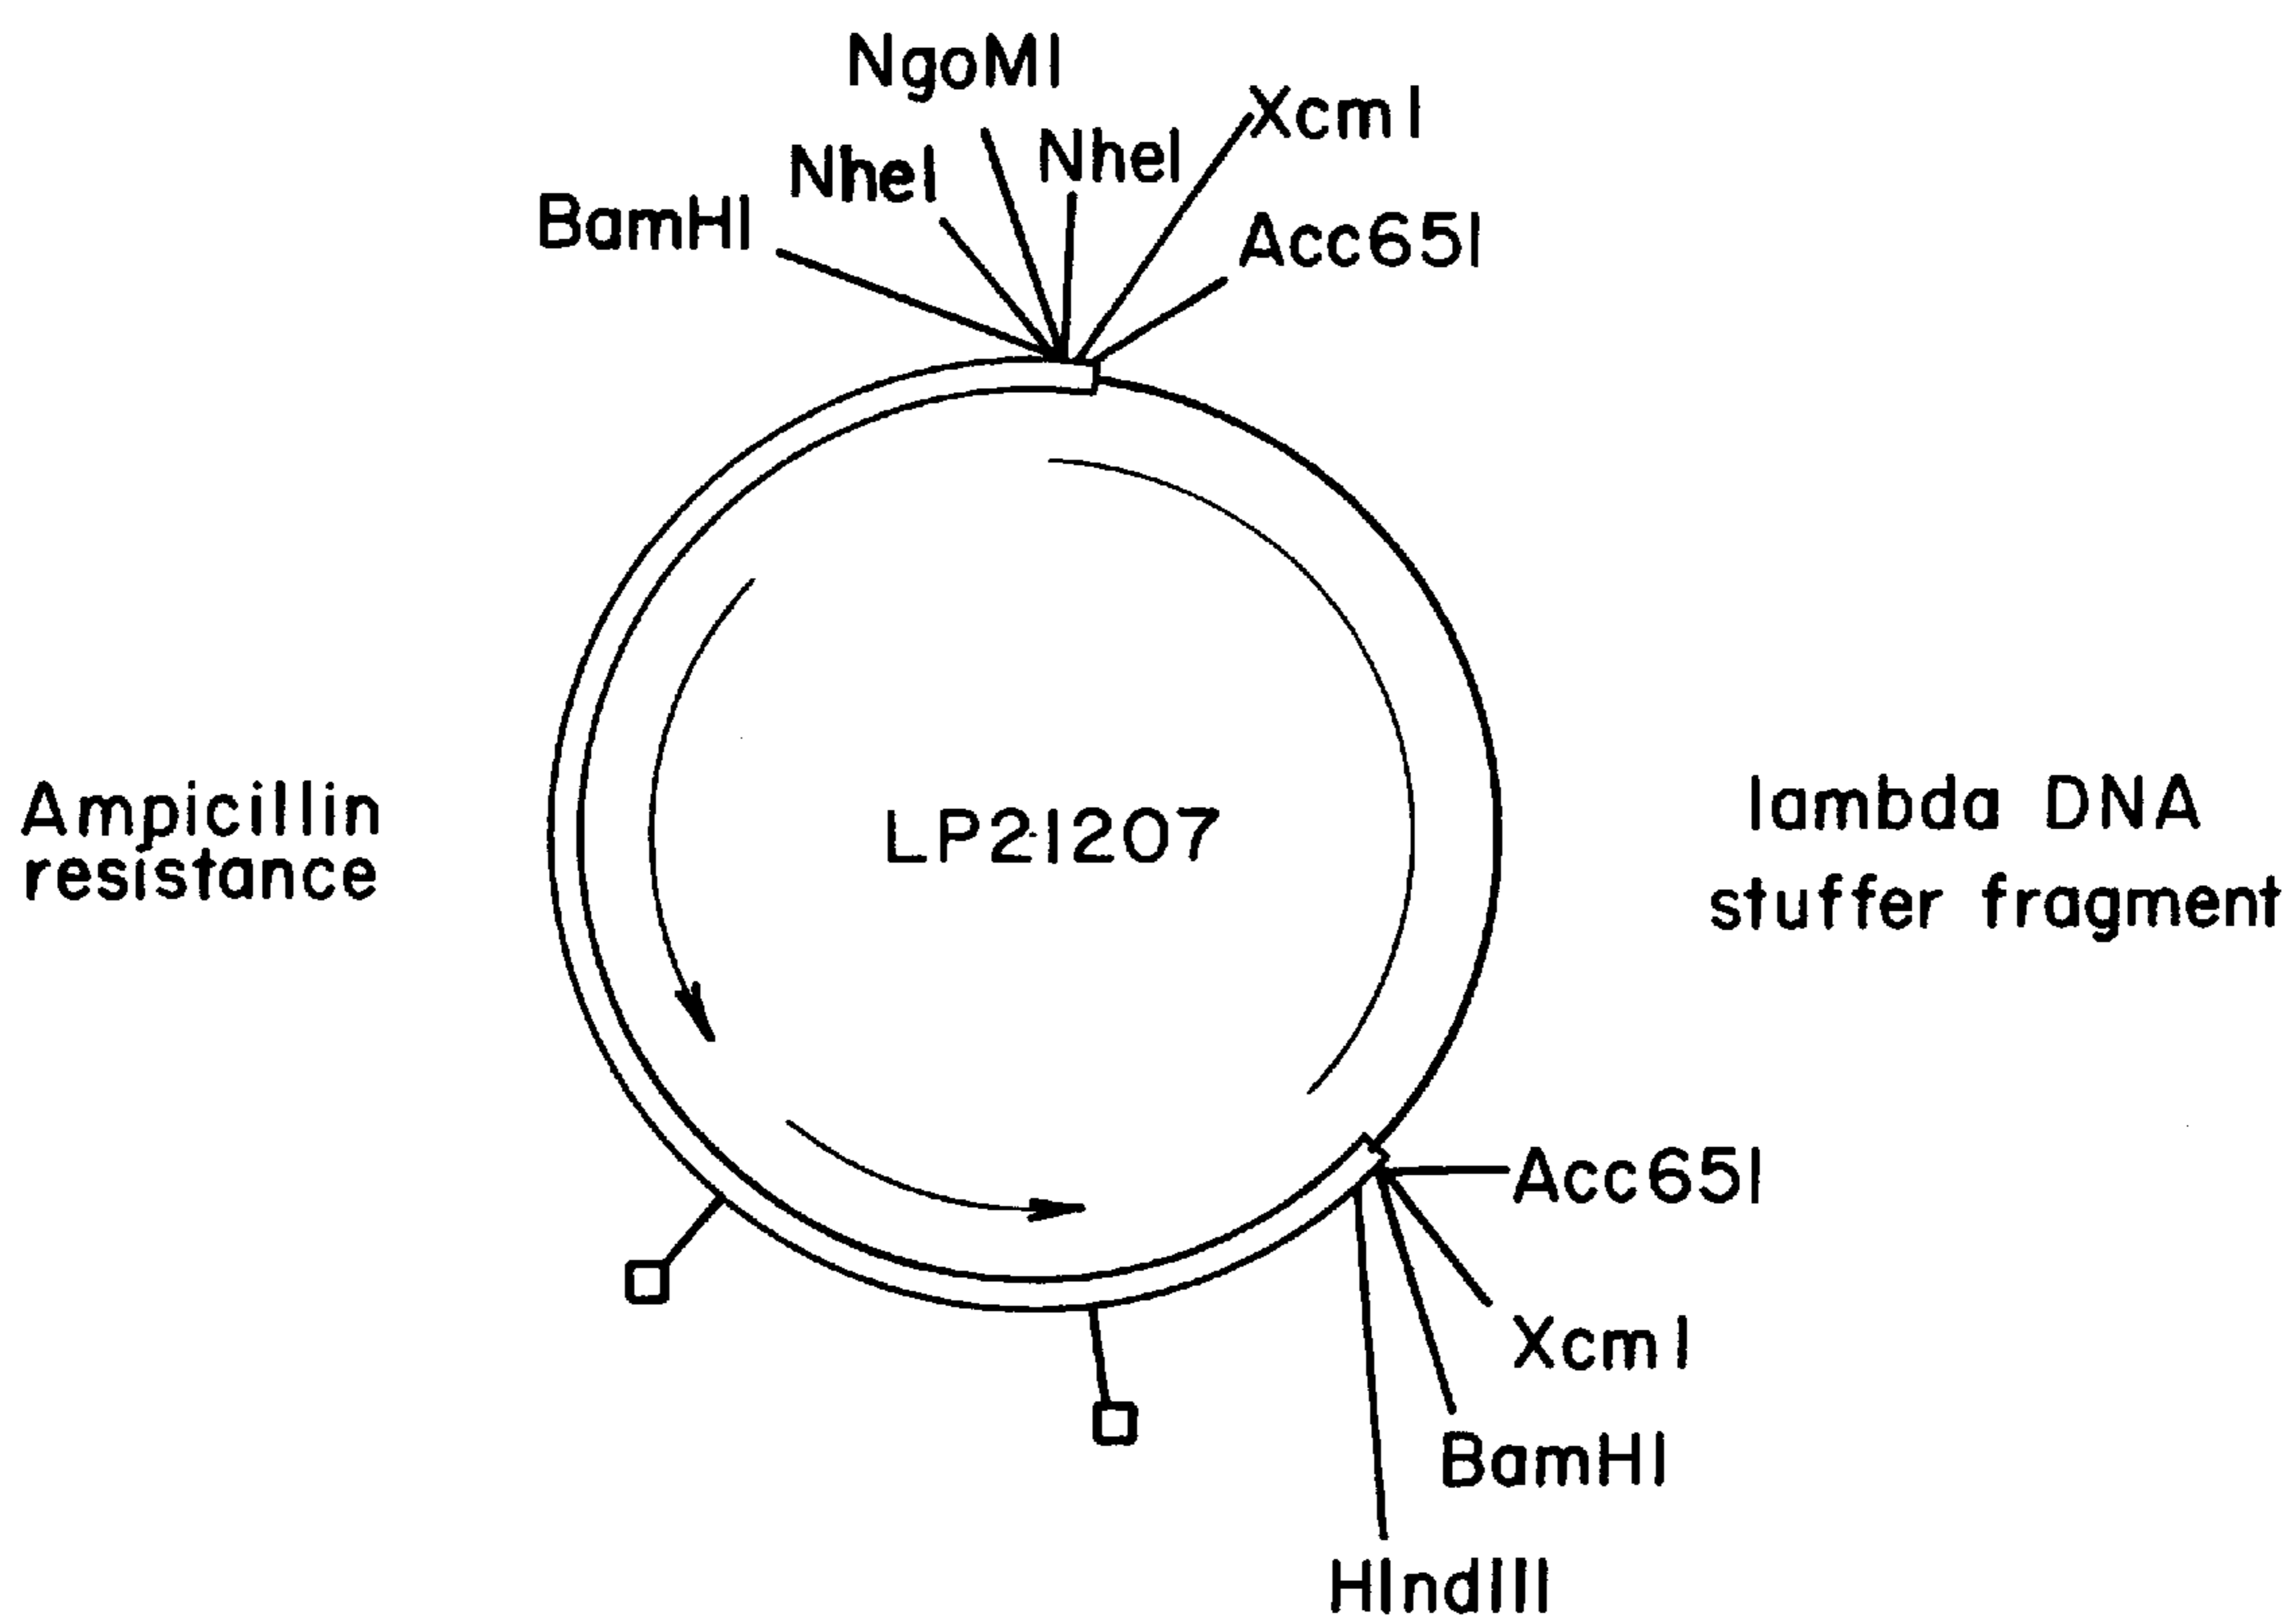 NgoMI
XcmI
NheI
NheI
BamHI
Acc65I
Ampicillin
resistance
LP21207
lambda DNA
stuffer fragment
Acc65I
XcmI
BamHI
HIndIII